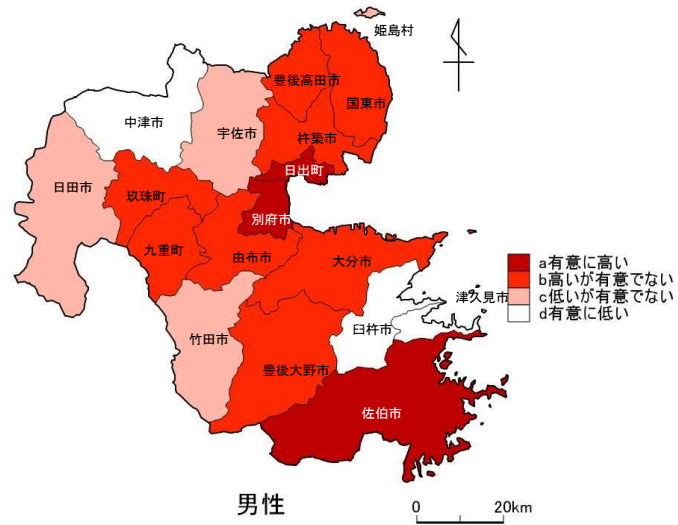 姫島村
豊後高田市
国東市
中津市
宇佐市
杵築市
日出町
日田市
玖珠町
別府市
九重町
由布市
大分市
a有意に高い
b高いが有意でない
c低いが有意でない
d有意に低い
津久見市
臼杵市
竹田市
豊後大野市
佐伯市
男性
0 20km